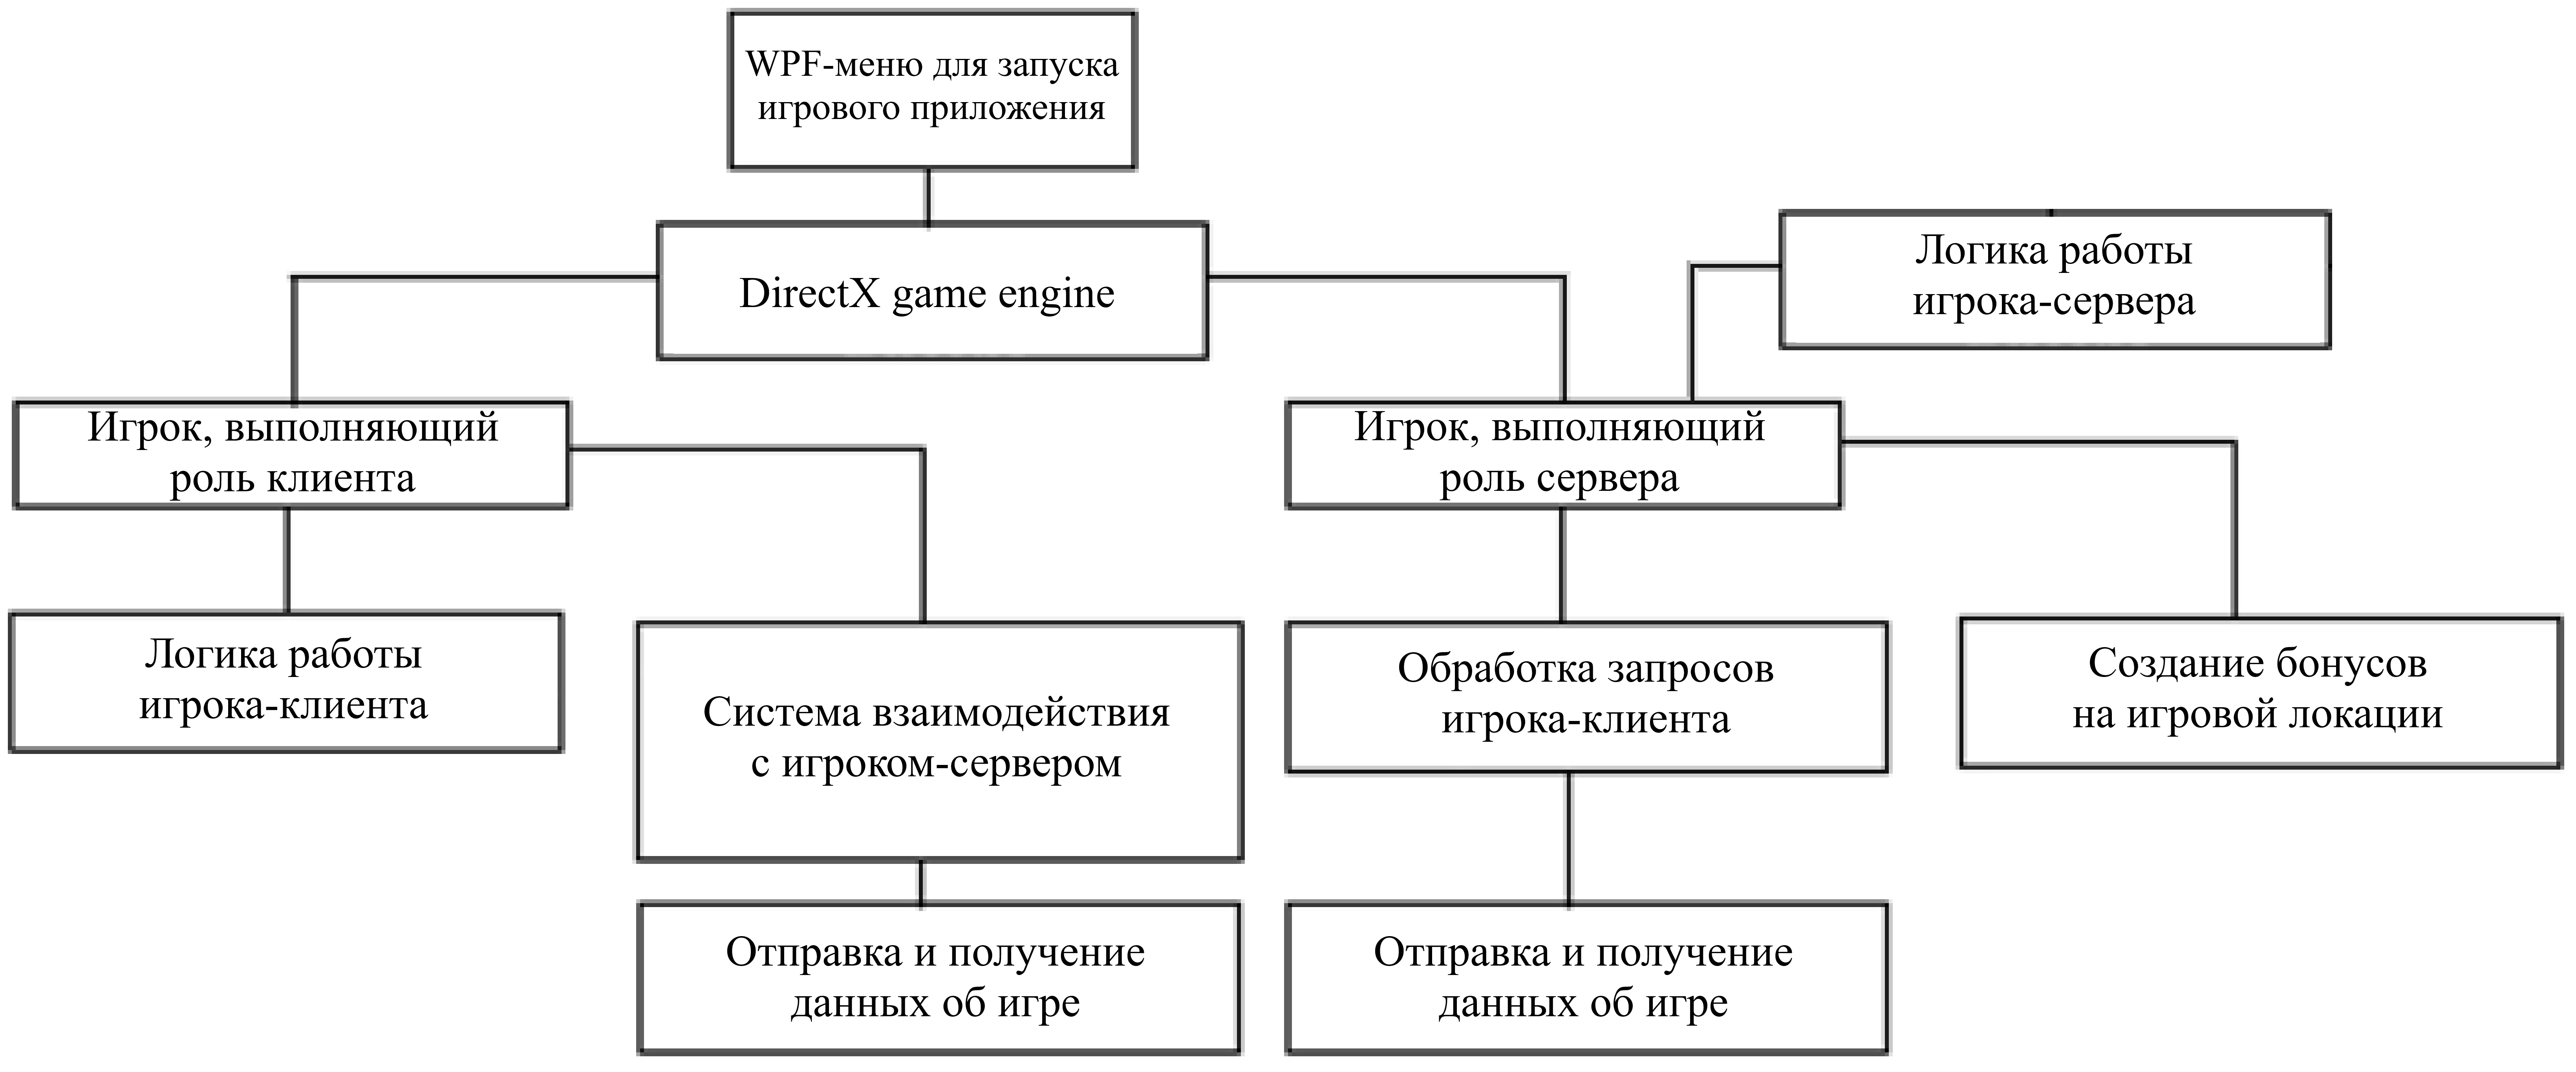 WPF-меню для запуска
игрового приложения
DirectX game engine
Логика работы
игрока-сервера
Игрок, выполняющий
роль клиента
Игрок, выполняющий
роль сервера
Логика работы
игрока-клиента
Система взаимодействия
с игроком-сервером
Обработка запросов
игрока-клиента
Создание бонусов
на игровой локации
Отправка и получение
данных об игре
Отправка и получение
данных об игре